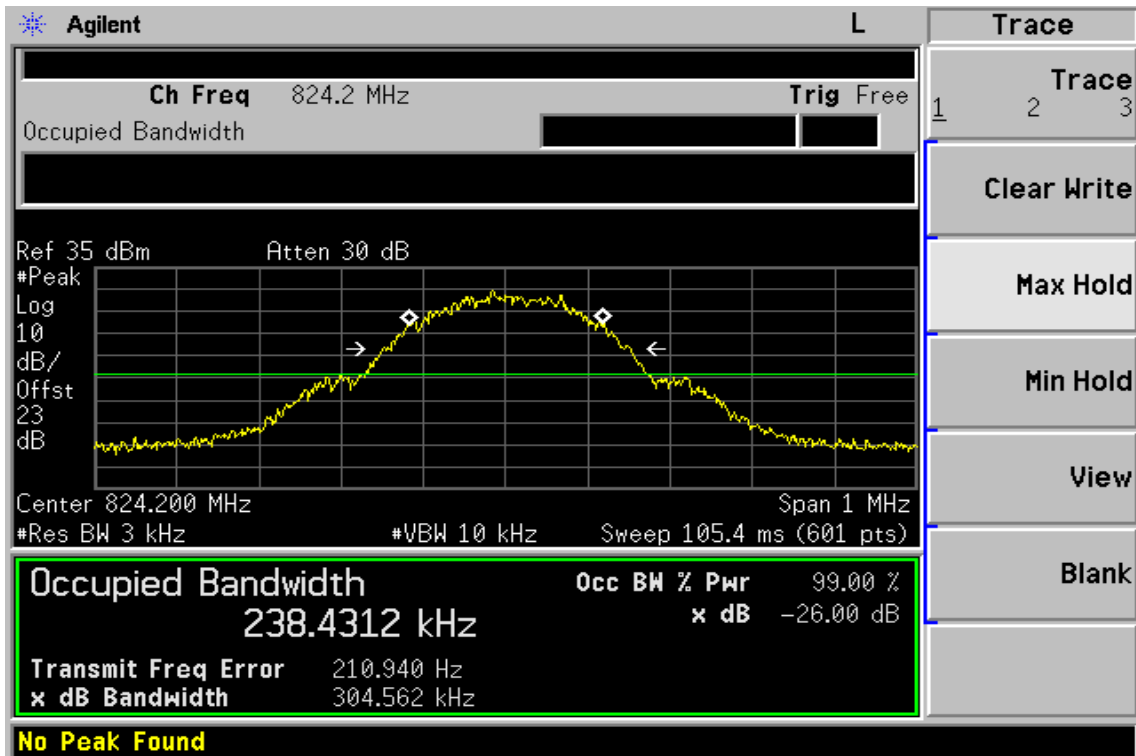 Agilent L Trace
Ch Freq 824.2 MHz Trig Free
Occupied Bandwidth
Trace
1 2 3
Clear Write
Ref 35 dBm Atten 30 dB
#Peak
Log
10
dB/
Offst
23
dB
Max Hold
Min Hold
View
Center 824.200 MHz Span 1 MHz
#Res BW 3 kHz #VBW 10 kHz Sweep 105.4 ms (601 pts)
Blank
Occupied Bandwidth Occ BW % Pwr 99.00 %
238.4312 kHz x dB -26.00 dB
Transmit Freq Error 210.940 Hz
x dB Bandwidth 304.562 kHz
No Peak Found